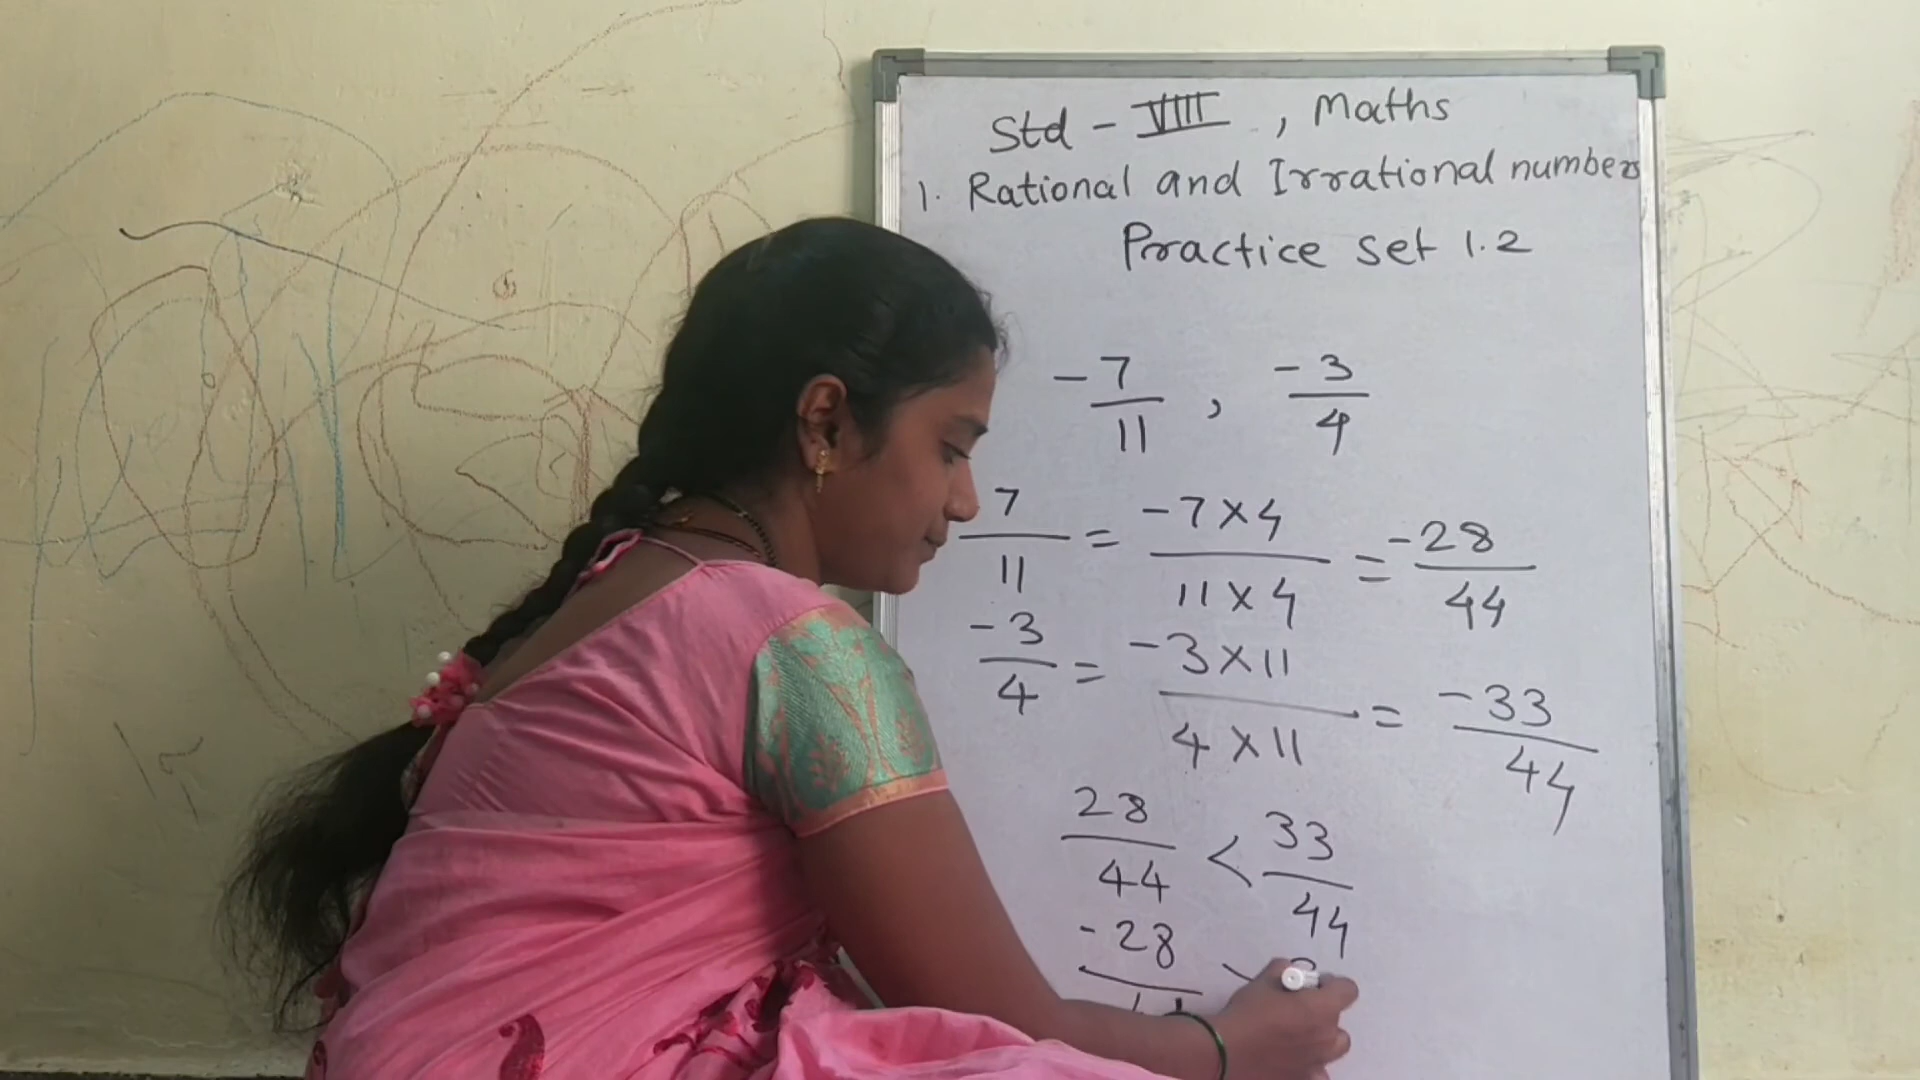 Std - VIII , Maths
1. Rational and Irrational numbers
Practice set 1.2
-7/11 , -3/4
7/11 = -7×4/11×4 = -28/44
-3/4 = -3×11/4×11 = -33/44
28/44 < 33/44
-28